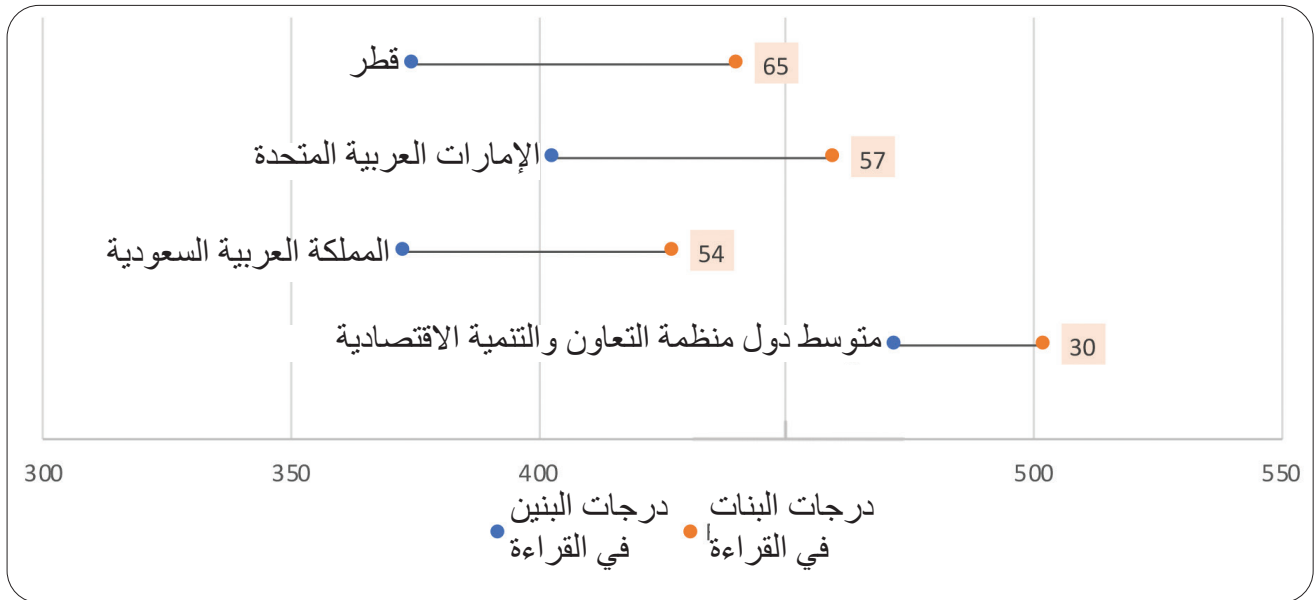 قطر
65
الإمارات العربية المتحدة
57
المملكة العربية السعودية
54
متوسط دول منظمة التعاون والتنمية الاقتصادية
30
300 350 400 500 550
درجات البنين
في القراءة
درجات البنات
في القراءة